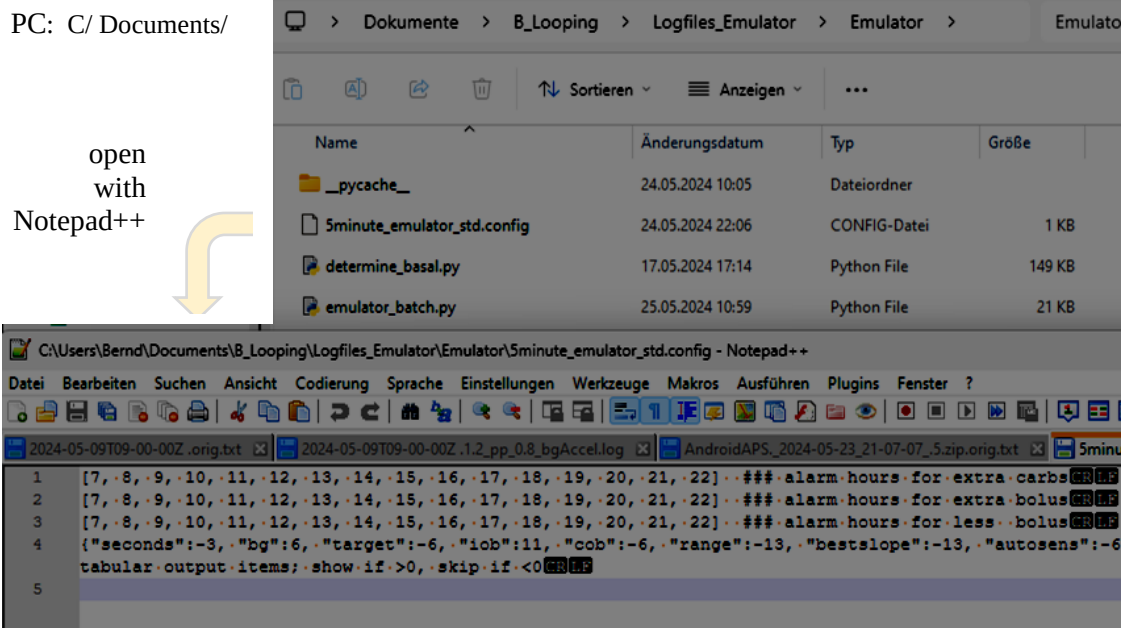 PC: C/ Documents/
> Dokumente > B_Looping > Logfiles_Emulator > Emulator > Emulato
open
with
Notepad++
Sortieren Anzeigen ...
Name Änderungsdatum Typ Größe
__pycache__ 24.05.2024 10:05 Dateiordner
5minute_emulator_std.config 24.05.2024 22:06 CONFIG-Datei 1 KB
determine_basal.py 17.05.2024 17:14 Python File 149 KB
emulator_batch.py 25.05.2024 10:59 Python File 21 KB
C:\Users\Bernd\Documents\B_Looping\Logfiles_Emulator\Emulator\5minute_emulator_std.config - Notepad++
Datei Bearbeiten Suchen Ansicht Codierung Sprache Einstellungen Werkzeuge Makros Ausführen Plugins Fenster ?
2024-05-09T09-00-00Z .orig.txt 2024-05-09T09-00-00Z .1.2_pp_0.8_bgAccel.log AndroidAPS._2024-05-23_21-07-07_.5.zip.orig.txt 5minu
1 [7, 8, 9, 10, 11, 12, 13, 14, 15, 16, 17, 18, 19, 20, 21, 22] ### alarm hours for extra carbs CR LF
2 [7, 8, 9, 10, 11, 12, 13, 14, 15, 16, 17, 18, 19, 20, 21, 22] ### alarm hours for extra bolus CR LF
3 [7, 8, 9, 10, 11, 12, 13, 14, 15, 16, 17, 18, 19, 20, 21, 22] ### alarm hours for less bolus CR LF
4 {"seconds":-3, "bg":6, "target":-6, "iob":11, "cob":-6, "range":-13, "bestslope":-13, "autosens":-6
tabular output items; show if >0, skip if <0 CR LF
5